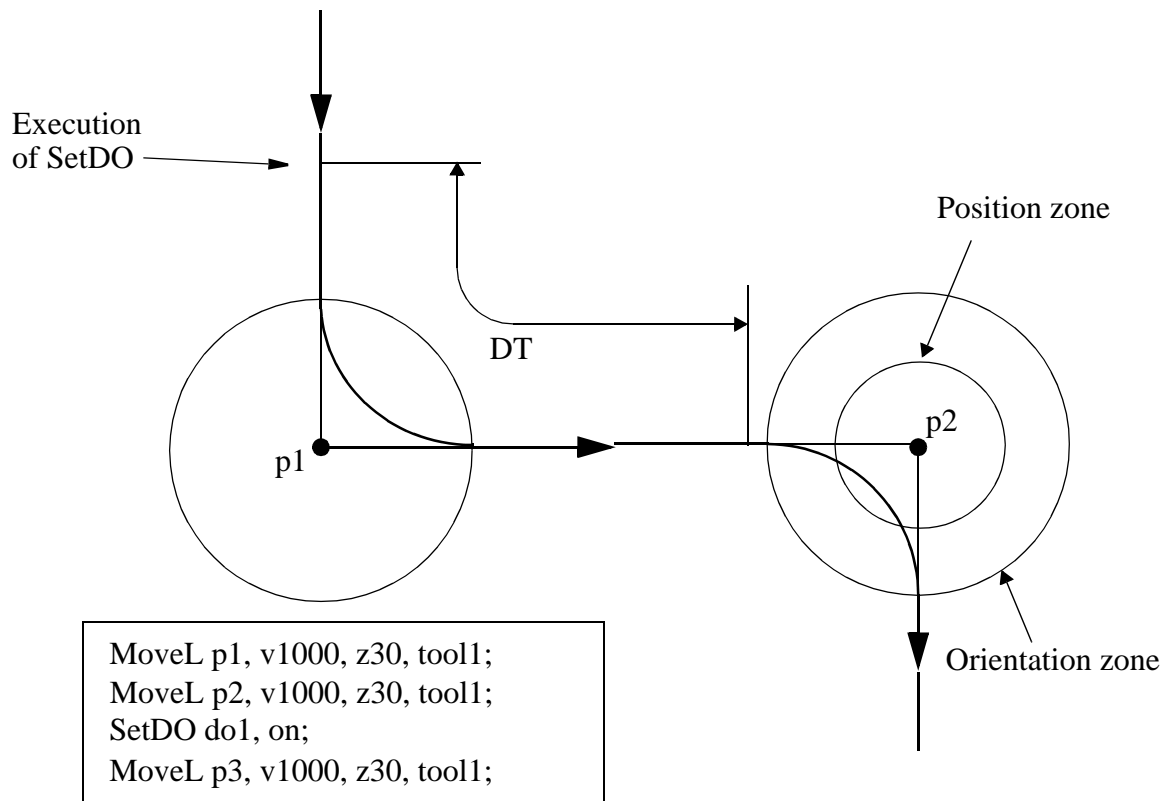 Execution
of SetDO
Position zone
DT
p1
p2
Orientation zone
MoveL p1, v1000, z30, tool1;
MoveL p2, v1000, z30, tool1;
SetDO do1, on;
MoveL p3, v1000, z30, tool1;